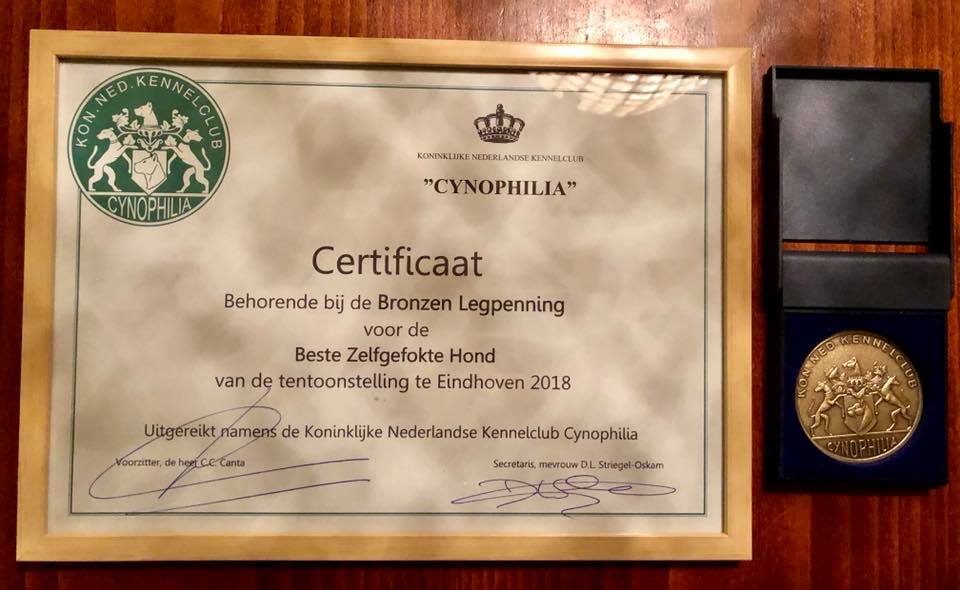 KON. NED. KENNELCLUB
CYNOPHILIA
KONINKLIJKE NEDERLANDSE KENNELCLUB
”CYNOPHILIA”
Certificaat
Behorende bij de Bronzen Legpenning
voor de
Beste Zelfgefokte Hond
van de tentoonstelling te Eindhoven 2018
Uitgereikt namens de Koninklijke Nederlandse Kennelclub Cynophilia
Voorzitter, de heer C.C. Canta
Secretaris, mevrouw D.L. Striegel-Oskam
KON. NED. KENNELCLUB
CYNOPHILIA